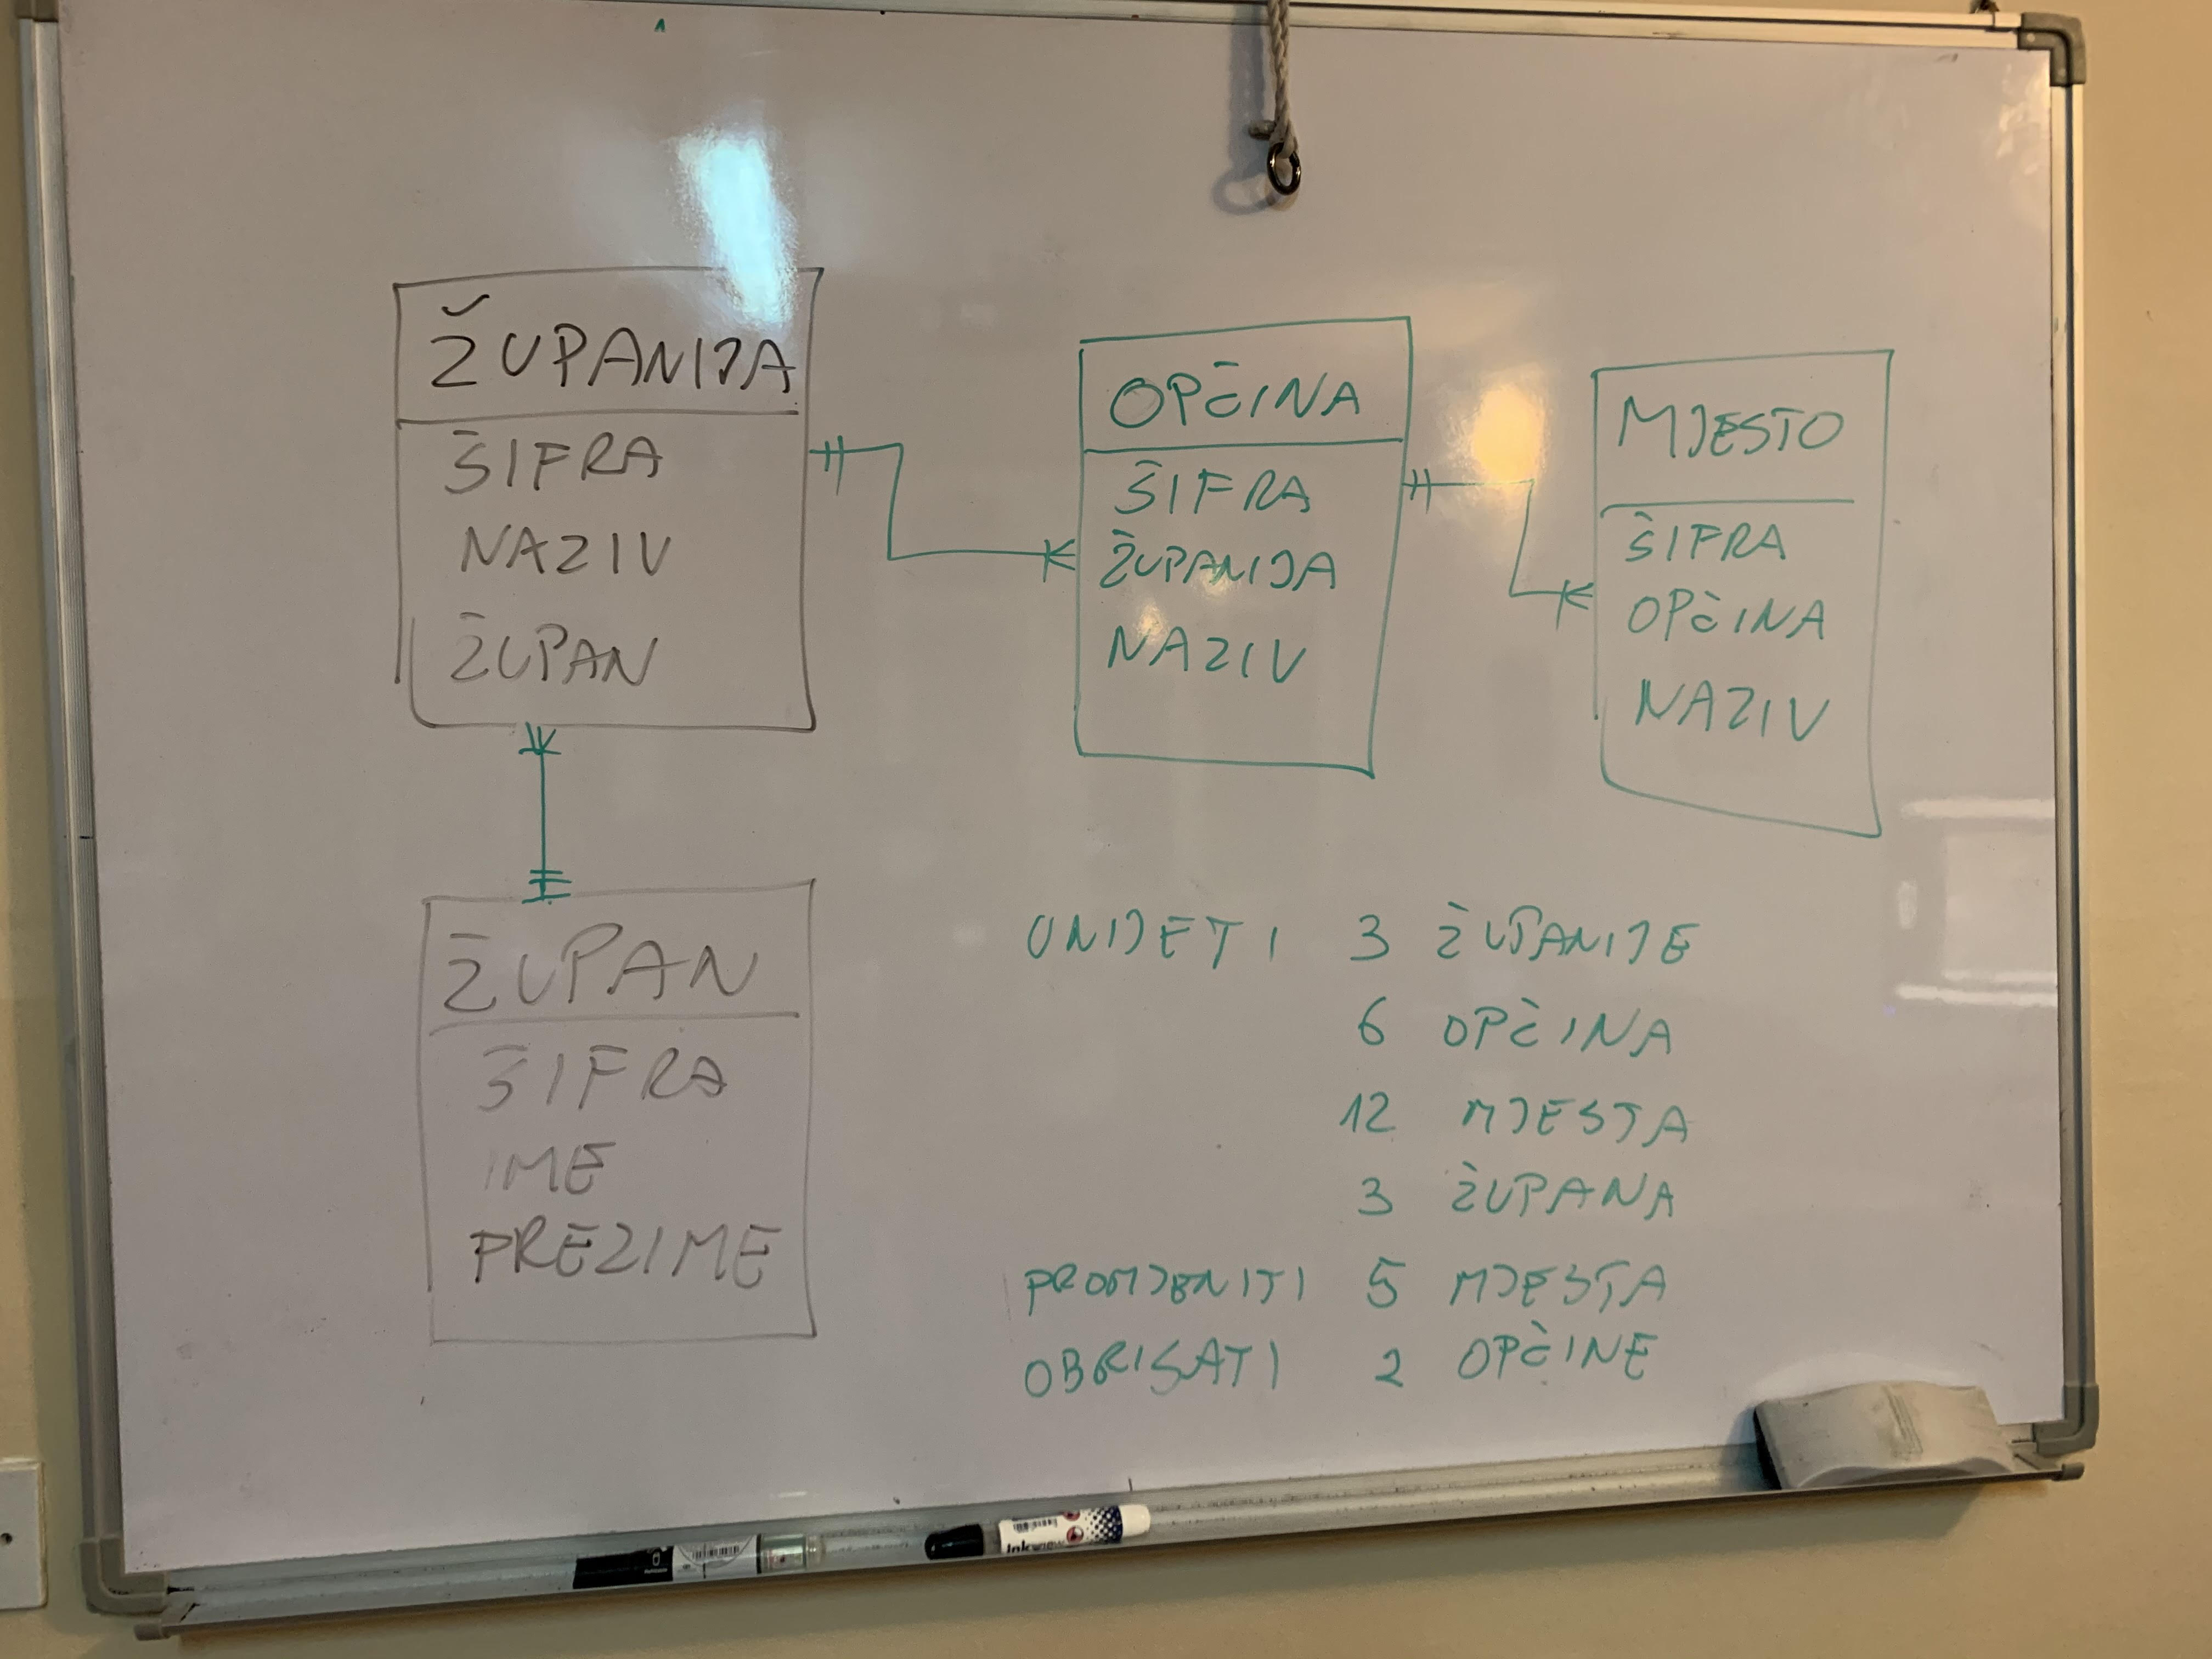 ŽUPANIJA
ŠIFRA
NAZIV
ŽUPAN
OPĆINA
ŠIFRA
ŽUPANIJA
NAZIV
MJESTO
ŠIFRA
OPĆINA
NAZIV
ŽUPAN
ŠIFRA
IME
PREZIME
UNIJETI 3 ŽUPANIJE
6 OPĆINA
12 MJESTA
3 ŽUPANA
PROMJENITI 5 MJESTA
OBRISATI 2 OPĆINE